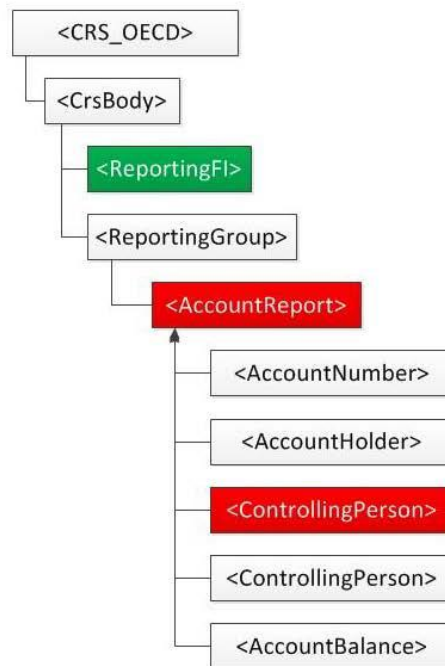 <CRS_OECD>
<CrsBody>
<ReportingFI>
<ReportingGroup>
<AccountReport>
<AccountNumber>
<AccountHolder>
<ControllingPerson>
<ControllingPerson>
<AccountBalance>